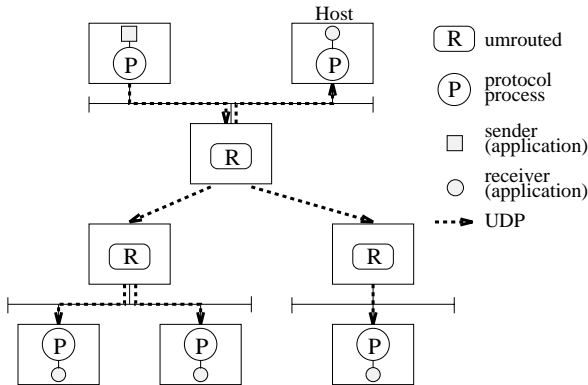 Host
P
P
R
R
R
P
P
P
R umrouted
P protocol
process
sender
(application)
receiver
(application)
UDP